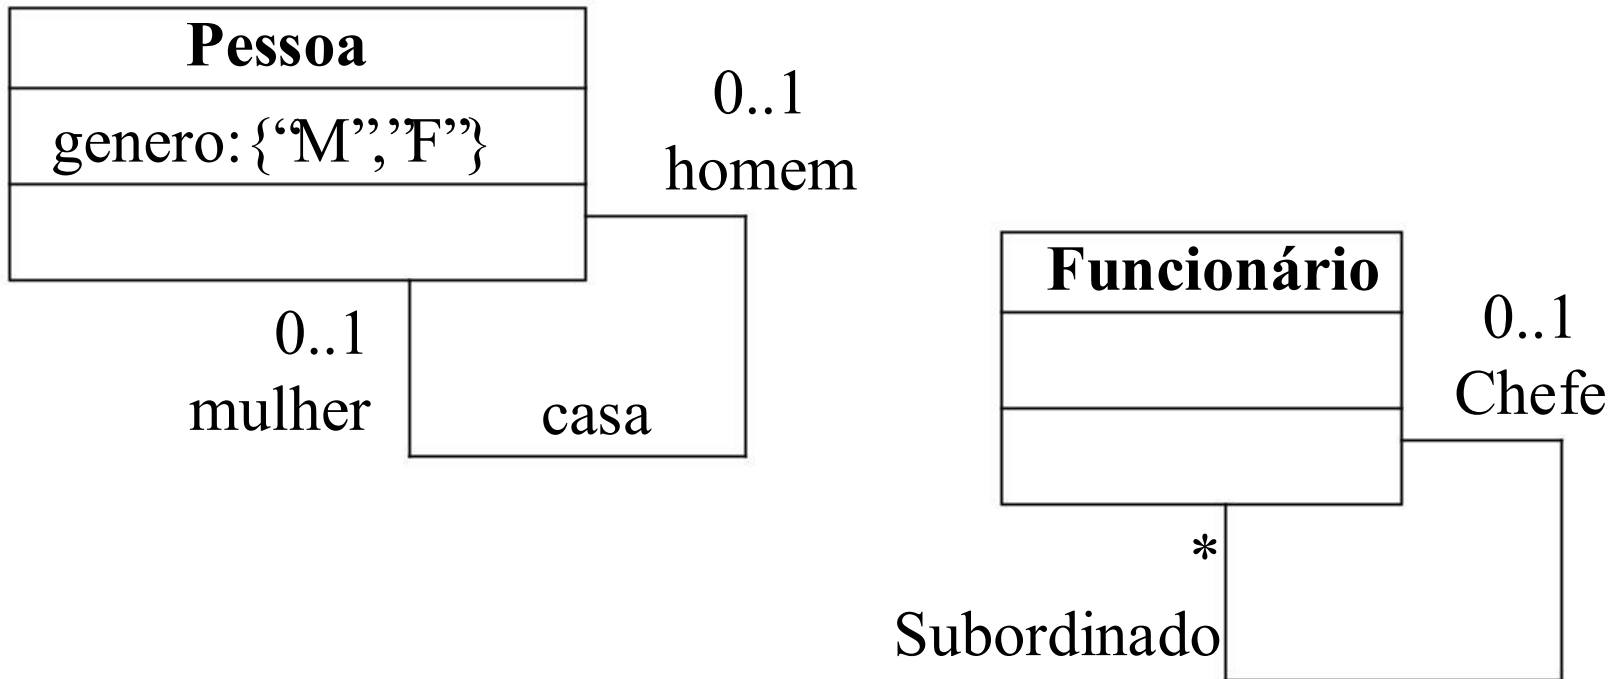 Pessoa
genero:{“M”,”F”}
0..1
homem
0..1
mulher
casa
Funcionário
0..1
Chefe
*
Subordinado